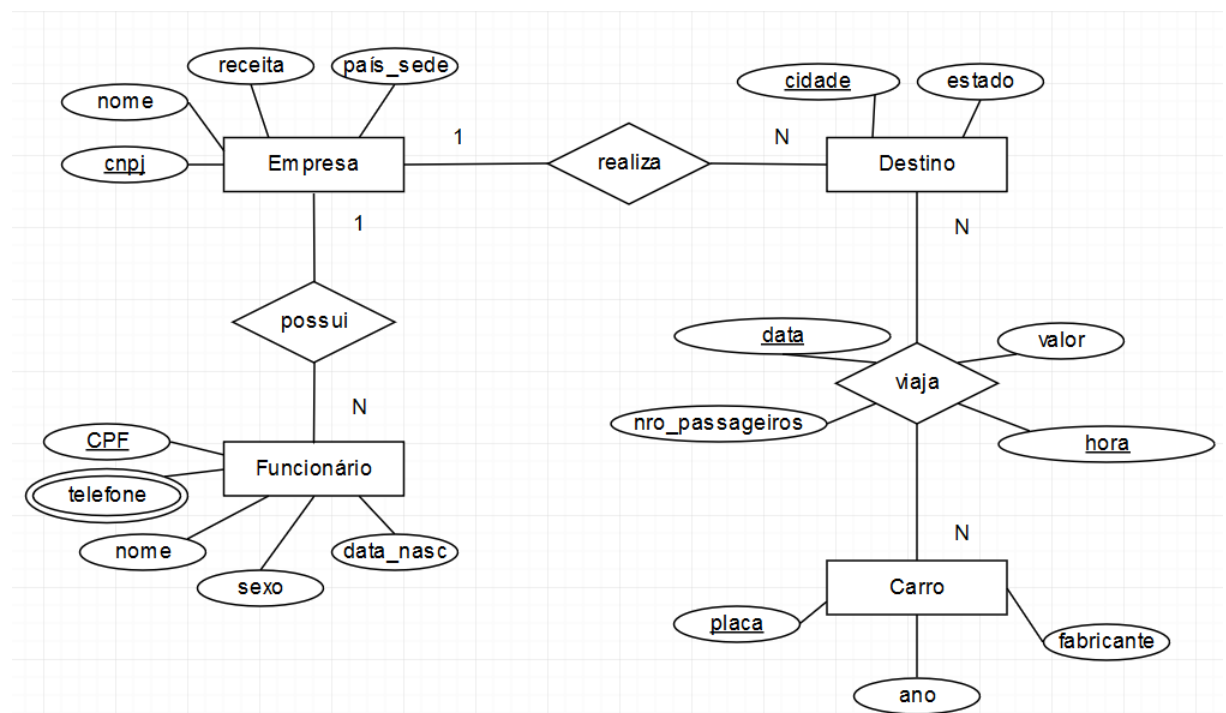 receita
país_sede
nome
cnpj
Empresa
1
realiza
N
cidade
estado
Destino
1
N
possui
data
valor
viaja
nro_passageiros
hora
N
CPF
Funcionário
telefone
nome
sexo
data_nasc
N
Carro
placa
fabricante
ano